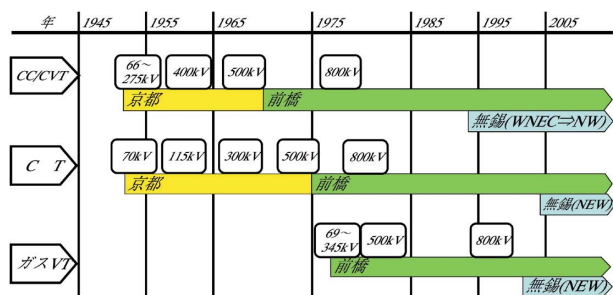 年 1945 1955 1965 1975 1985 1995 2005
CC/CVT
66～
275kV
400kV
500kV
800kV
京都
前橋
無錫(WNEC⇒NW)
C T
70kV
115kV
300kV
500kV
800kV
京都
前橋
無錫(NEW)
ガスVT
69～
345kV
500kV
800kV
前橋
無錫(NEW)